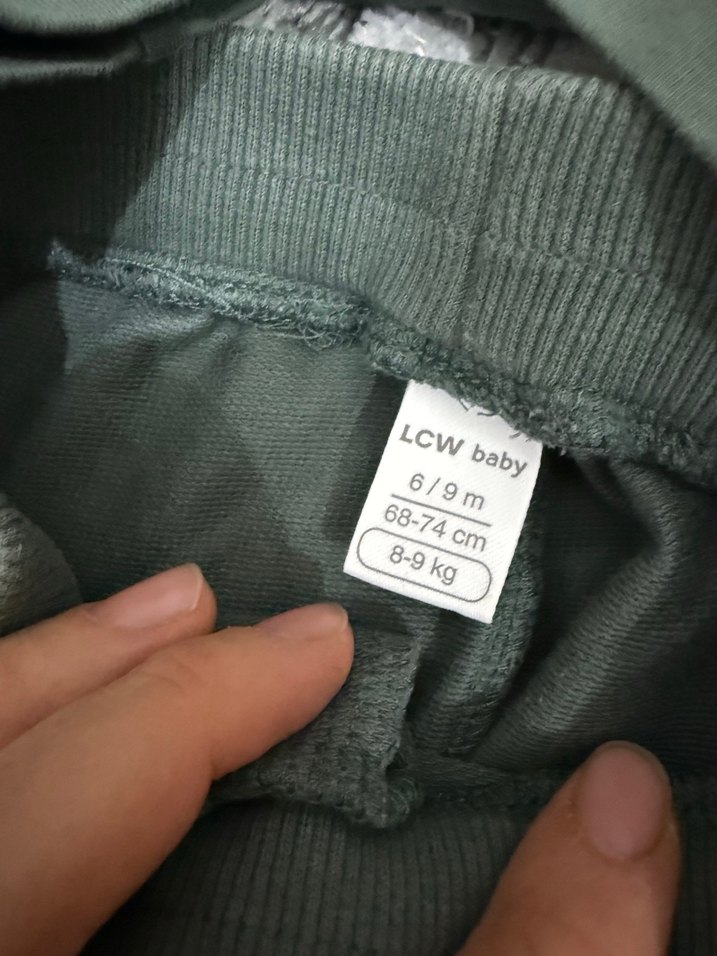 LCW baby
6 / 9 m
68-74 cm
8-9 kg